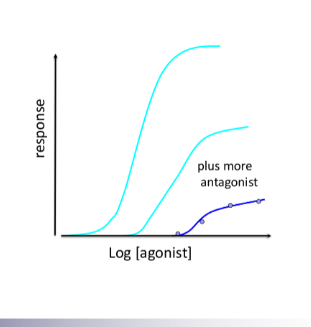 response
plus more
antagonist
Log [agonist]